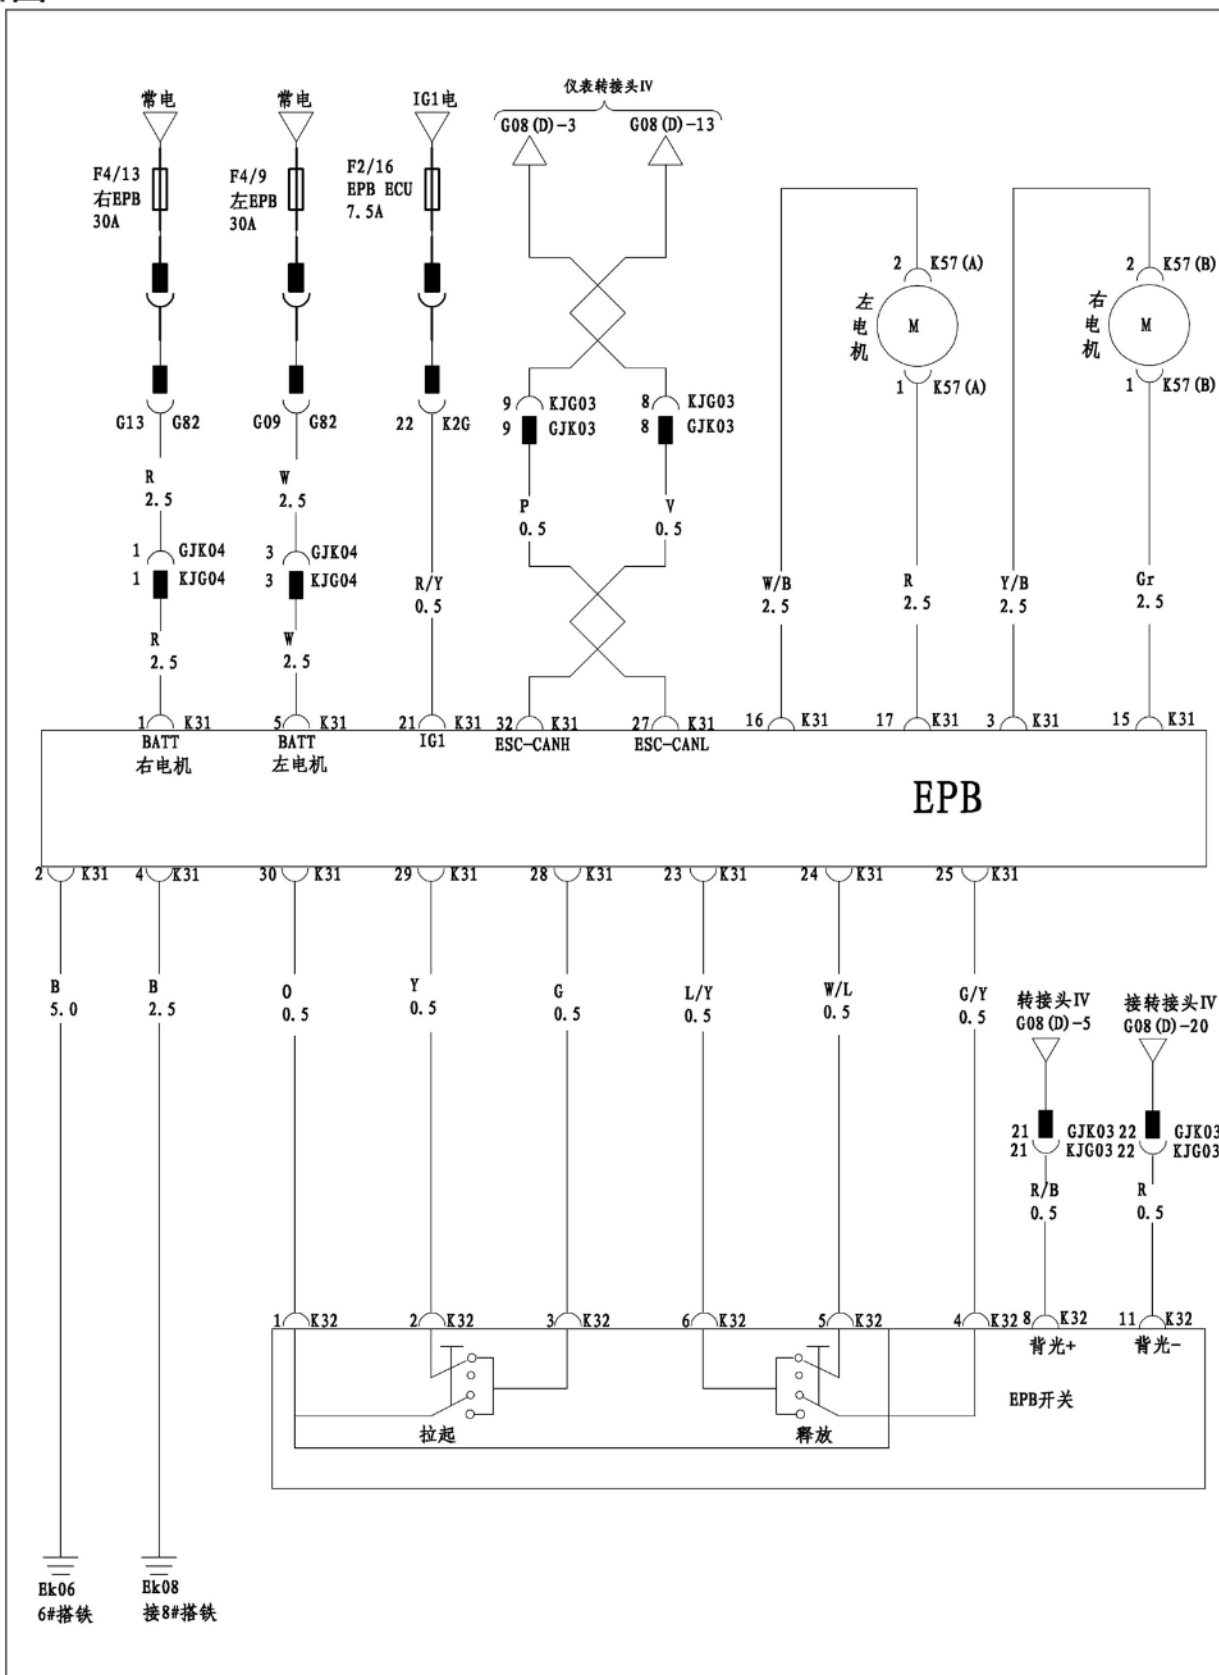 常电
常电
IG1电
仪表转接头IV
G08(D)-3
G08(D)-13
F4/13
右EPB
30A
F4/9
左EPB
30A
F2/16
EPB ECU
7.5A
2 K57(A)
左电机
M
1 K57(A)
2 K57(B)
右电机
M
1 K57(B)
G13 G82
G09 G82
22 K2G
9 KJG03
9 GJK03
8 KJG03
8 GJK03
R
2.5
W
2.5
P
0.5
V
0.5
1 GJK04
1 KJG04
3 GJK04
3 KJG04
R/Y
0.5
W/B
2.5
R
2.5
Y/B
2.5
Gr
2.5
R
2.5
W
2.5
1 K31
5 K31
21 K31
32 K31
27 K31
16 K31
17 K31
3 K31
15 K31
BATT
右电机
BATT
左电机
IG1
ESC-CANH
ESC-CANL
EPB
2 K31
4 K31
30 K31
29 K31
28 K31
23 K31
24 K31
25 K31
B
5.0
B
2.5
O
0.5
Y
0.5
G
0.5
L/Y
0.5
W/L
0.5
G/Y
0.5
转接头IV
G08(D)-5
接转接头IV
G08(D)-20
21 GJK03
21 KJG03
22 GJK03
22 KJG03
R/B
0.5
R
0.5
1 K32
2 K32
3 K32
6 K32
5 K32
4 K32
8 K32
11 K32
背光+
背光-
EPB开关
拉起
释放
Ek06
6#搭铁
Ek08
接8#搭铁